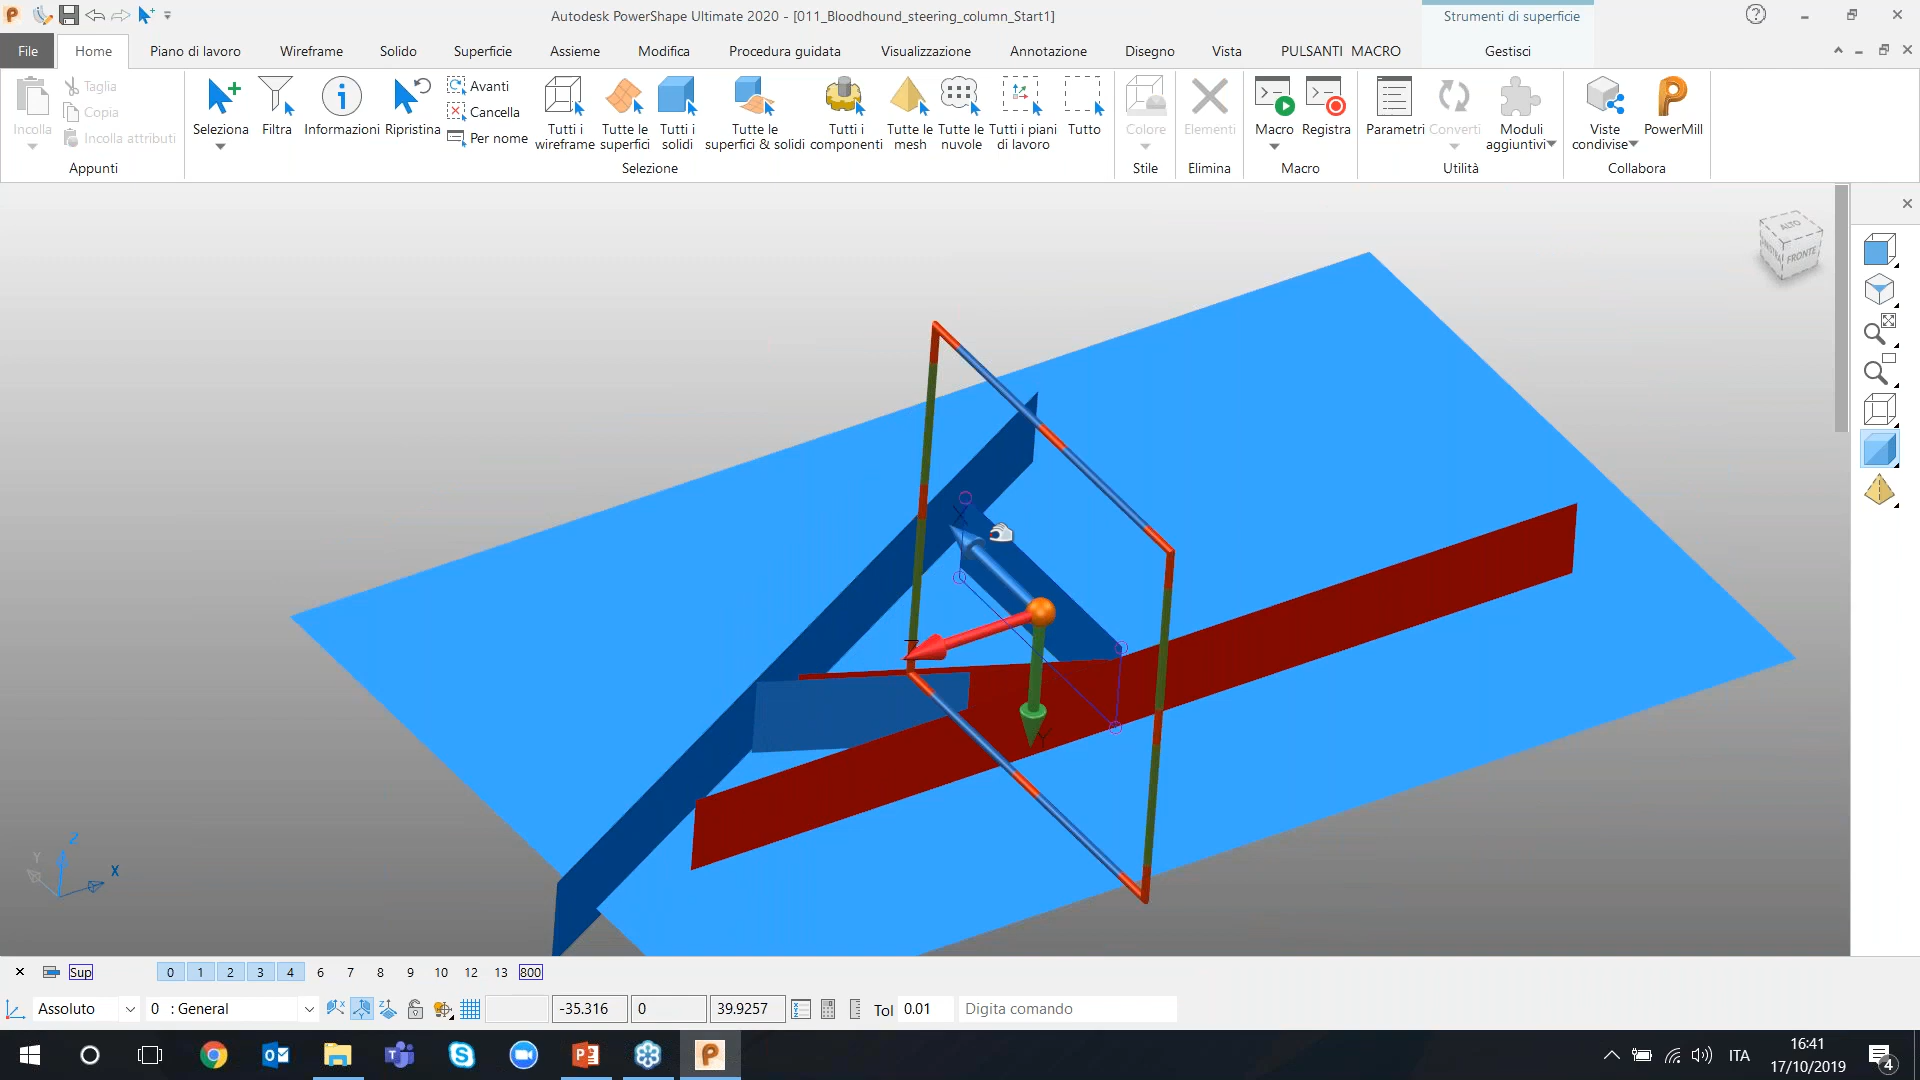 Autodesk PowerShape Ultimate 2020 - [011_Bloodhound_steering_column_Start1]
Strumenti di superficie
File Home Piano di lavoro Wireframe Solido Superficie Assieme Modifica Procedura guidata Visualizzazione Annotazione Disegno Vista PULSANTI MACRO Gestisci
Incolla
Taglia
Copia
Incolla attributi
Appunti
Seleziona
Filtra
Informazioni
Ripristina
Avanti
Cancella
Per nome
Tutti i wireframe
Tutte le superfici
Tutti i solidi
Tutte le superfici & solidi
Tutti i componenti
Tutte le mesh
Tutte le nuvole
Tutti i piani di lavoro
Tutto
Selezione
Colore
Stile
Elementi
Elimina
Macro
Registra
Macro
Parametri
Converti
Moduli aggiuntivi
Utilità
Viste condivise
PowerMill
Collabora
ALTO
FRONTE
X
Y
Z
Y
X
Sup 0 1 2 3 4 6 7 8 9 10 12 13 800
Assoluto 0 : General -35.316 0 39.9257 Tol 0.01 Digita comando
ITA
16:41
17/10/2019
4